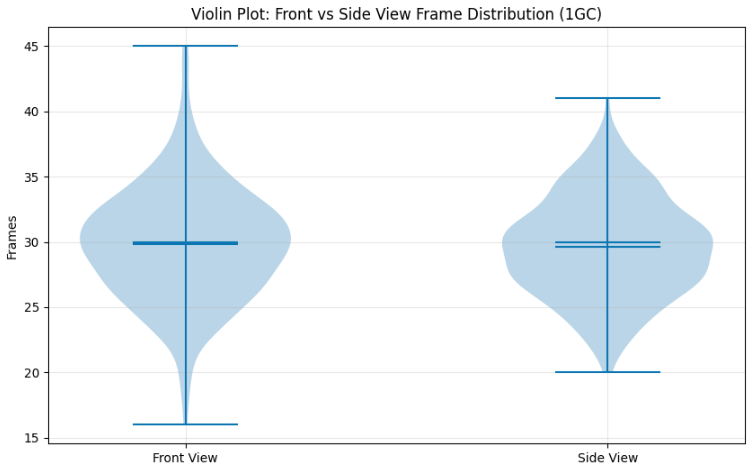 Violin Plot: Front vs Side View Frame Distribution (1GC)
Frames
45
40
35
30
25
20
15
Front View
Side View